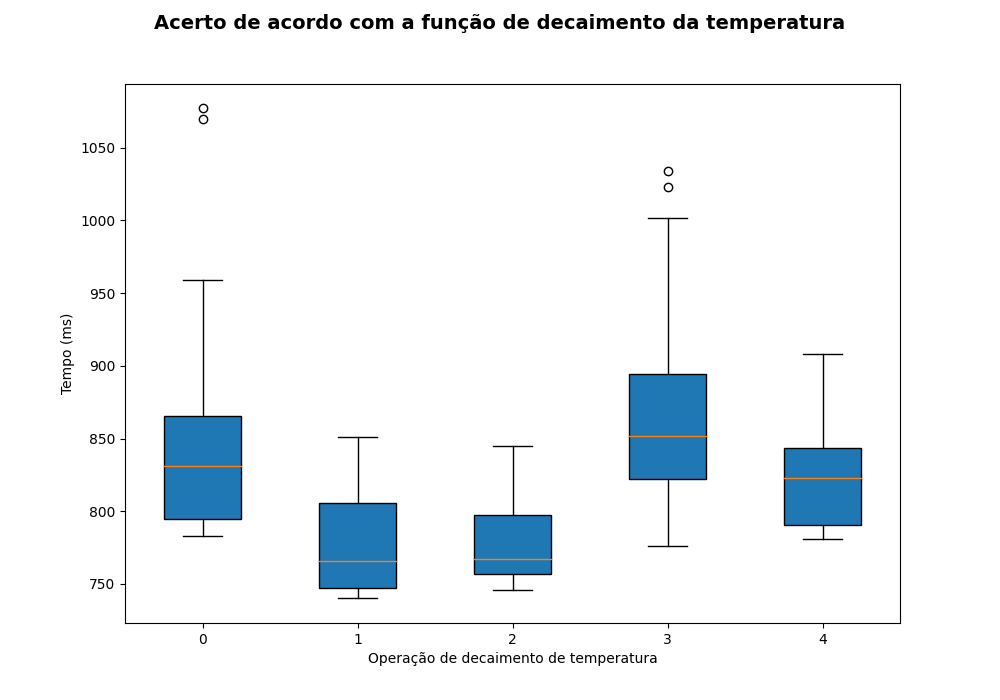 Acerto de acordo com a função de decaimento da temperatura
1050
1000
950
900
850
800
750
Tempo (ms)
0 1 2 3 4
Operação de decaimento de temperatura